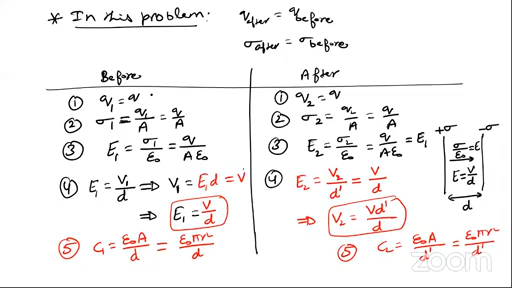 * In this problem: q_after = q_before
σ_after = σ_before
Before
After
① q₁ = q
② σ₁ = q₁/A = q/A
③ E₁ = σ₁/ε₀ = q/Aε₀
④ E₁ = V₁/d ⇒ V₁ = E₁d = V
⇒ E₁ = V/d
⑤ C₁ = ε₀A/d = ε₀πr²/d
① q₂ = q
② σ₂ = q₂/A = q/A
③ E₂ = σ₂/ε₀ = q/Aε₀ = E₁
④ E₂ = V₂/d' = V/d
⇒ V₂ = Vd'/d
⑤ C₂ = ε₀A/d' = ε₀πr²/d'
+σ -σ
σ/ε₀ = E
E = V/d
d
zoom